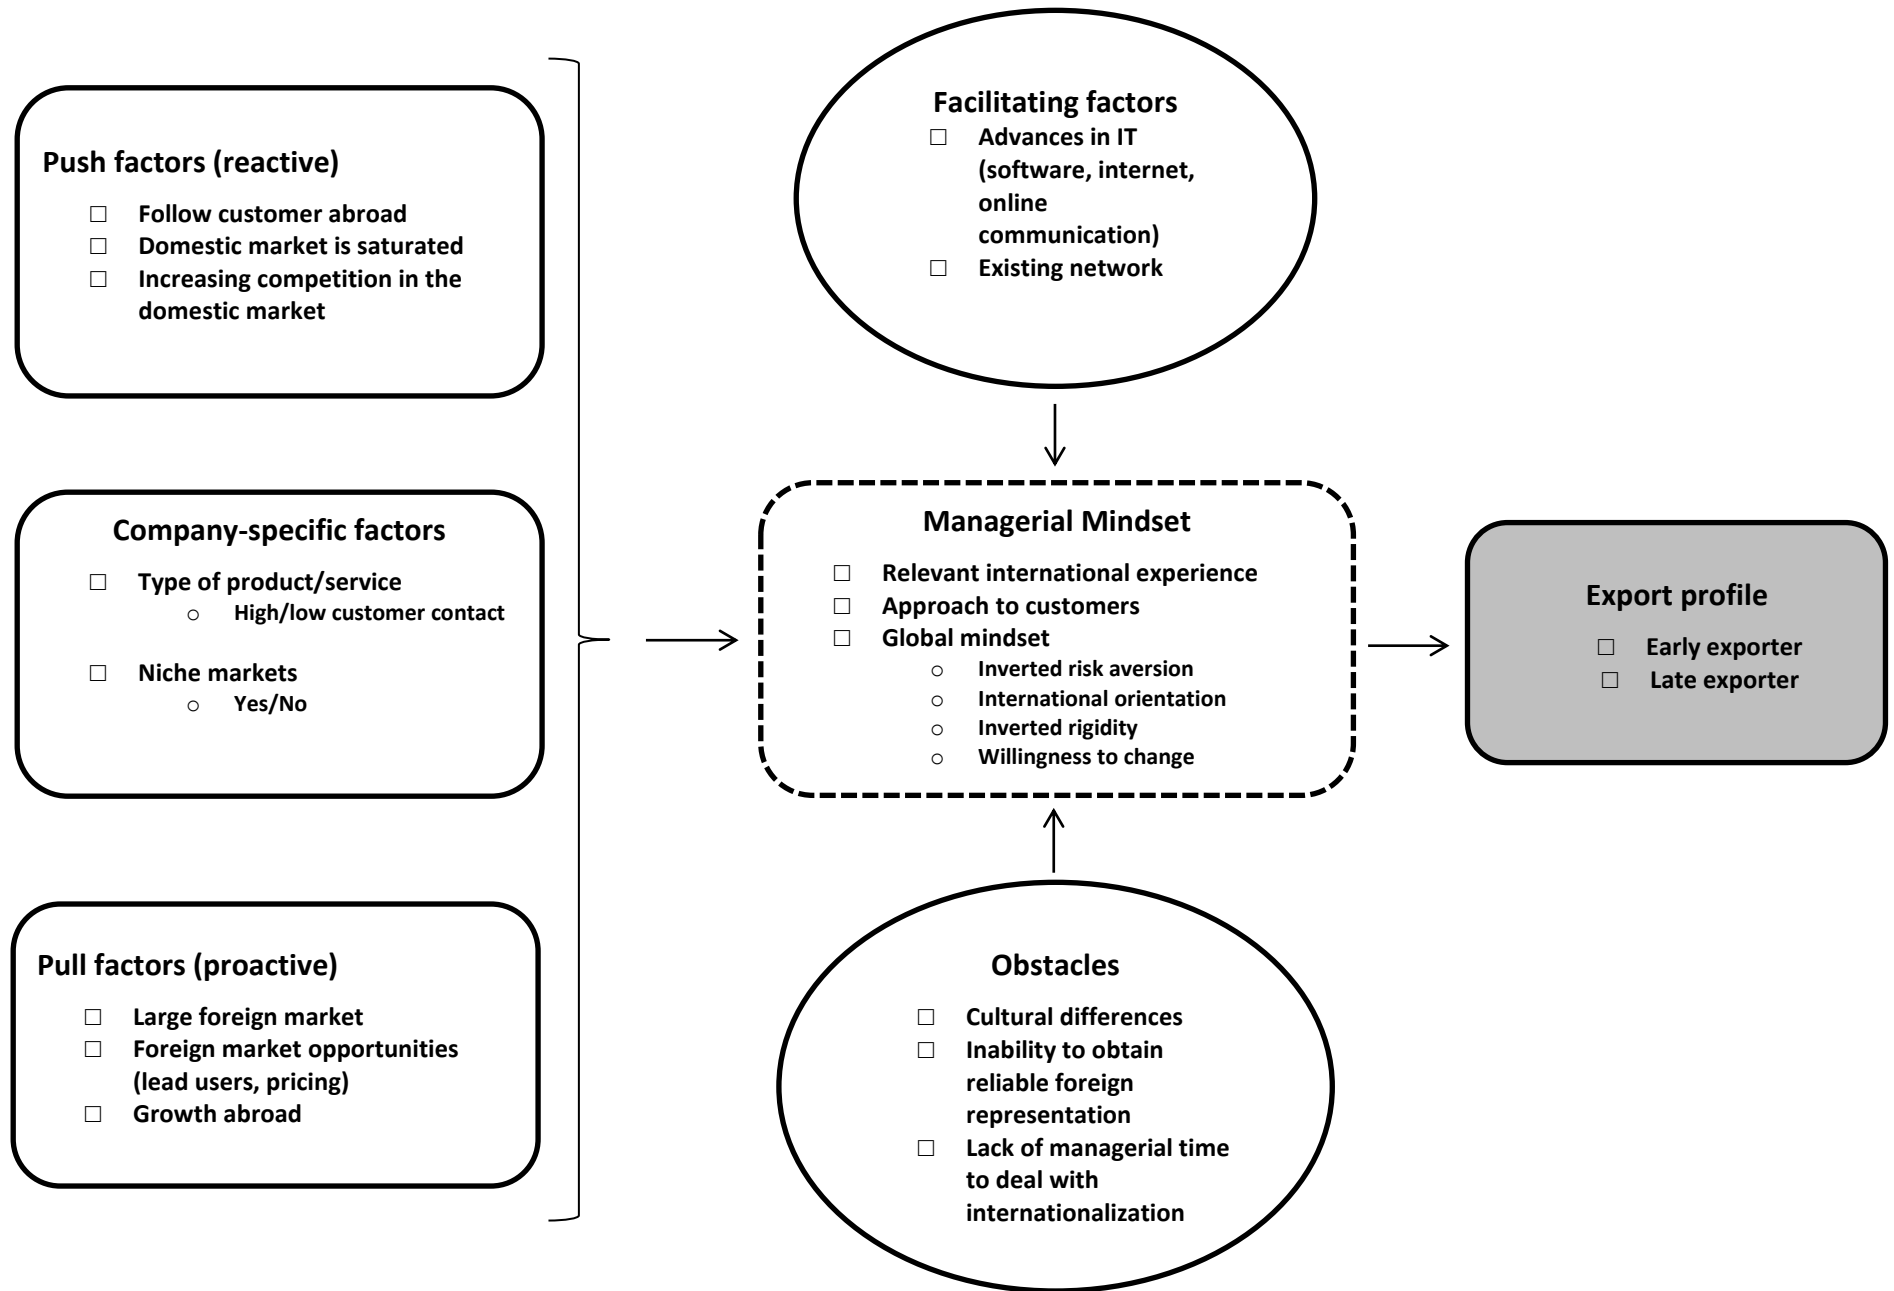 Push factors (reactive)
□ Follow customer abroad
□ Domestic market is saturated
□ Increasing competition in the
domestic market
Company-specific factors
□ Type of product/service
○ High/low customer contact
□ Niche markets
○ Yes/No
Pull factors (proactive)
□ Large foreign market
□ Foreign market opportunities
(lead users, pricing)
□ Growth abroad
Facilitating factors
□ Advances in IT
(software, internet,
online
communication)
□ Existing network
Managerial Mindset
□ Relevant international experience
□ Approach to customers
□ Global mindset
○ Inverted risk aversion
○ International orientation
○ Inverted rigidity
○ Willingness to change
Obstacles
□ Cultural differences
□ Inability to obtain
reliable foreign
representation
□ Lack of managerial time
to deal with
internationalization
Export profile
□ Early exporter
□ Late exporter